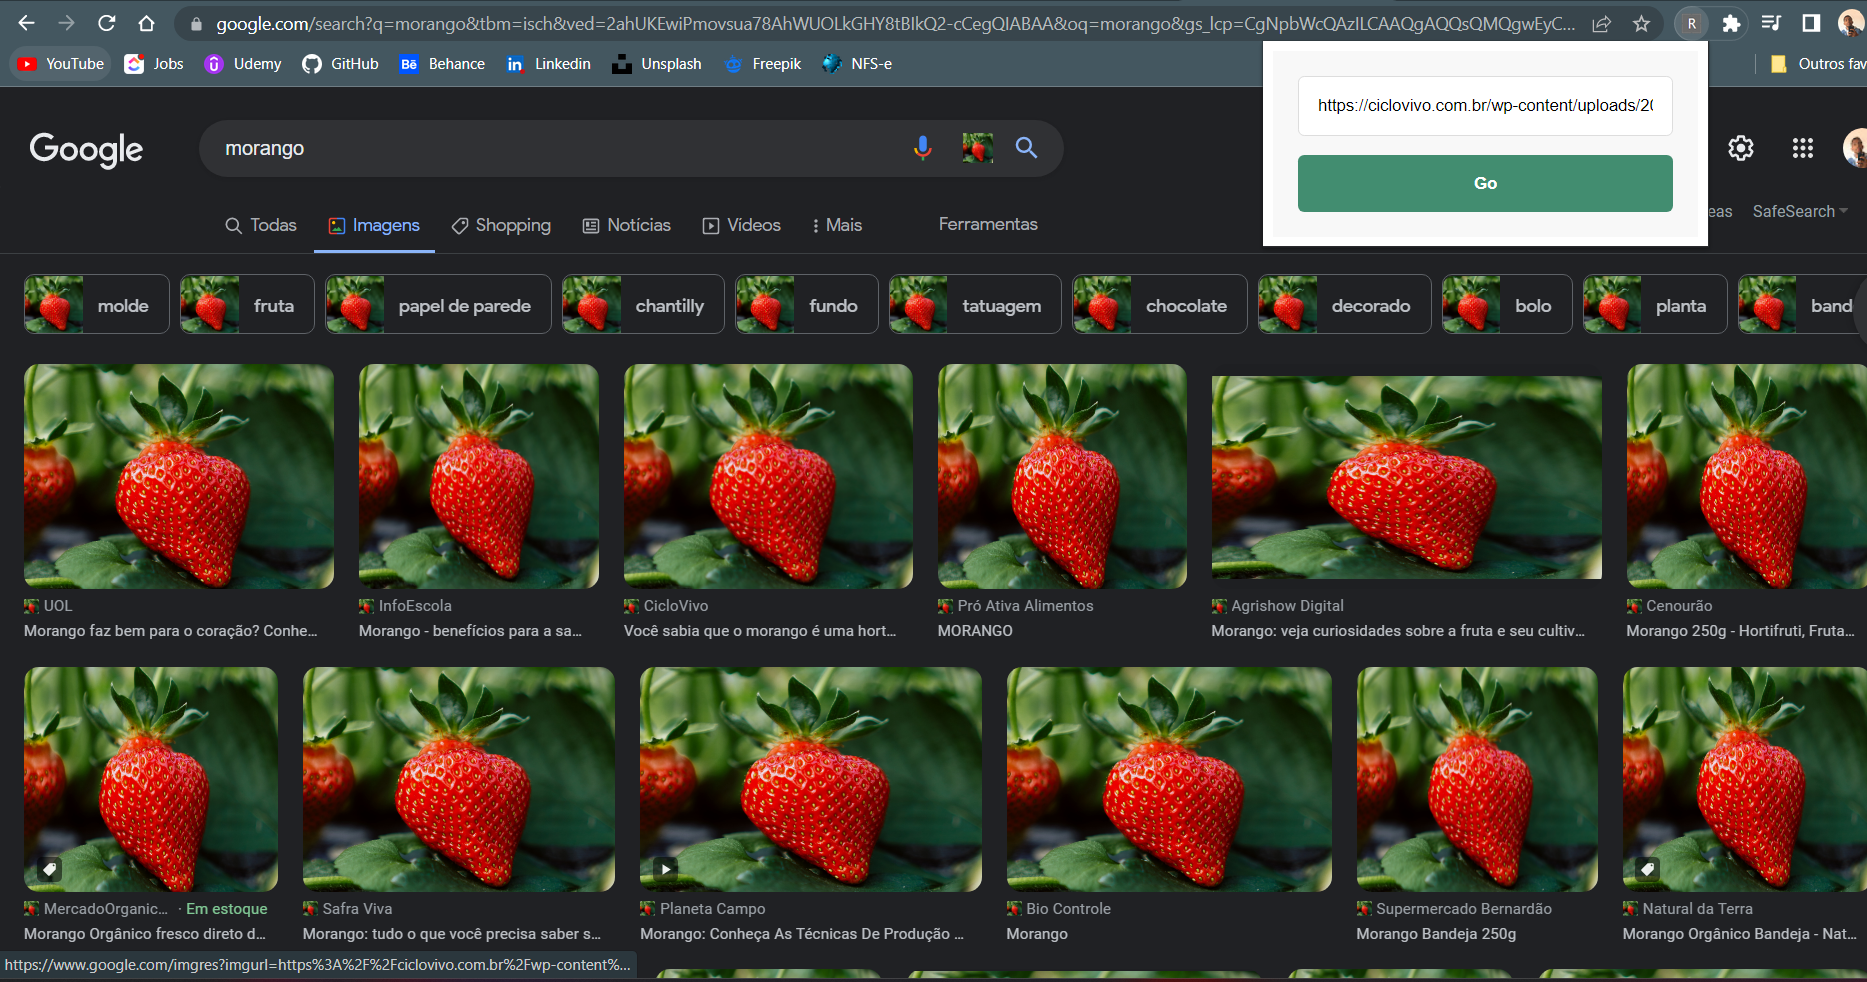 google.com/search?q=morango&tbm=isch&ved=2ahUKEwiPmovsua78AhWUOLkGHY8tBIkQ2-cCegQIABAA&oq=morango&gs_lcp=CgNpbWcQAzILCAAQgAQQsQMQgwEyC...
R
YouTube Jobs Udemy GitHub Bē Behance in Linkedin Unsplash Freepik NFS-e Outros fav
https://ciclovivo.com.br/wp-content/uploads/20
Go
Google
morango
Todas Imagens Shopping Notícias Vídeos Mais Ferramentas eas SafeSearch
molde fruta papel de parede chantilly fundo tatuagem chocolate decorado bolo planta band
UOL InfoEscola CicloVivo Pró Ativa Alimentos Agrishow Digital Cenourão
Morango faz bem para o coração? Conhe... Morango - benefícios para a sa... Você sabia que o morango é uma hort... MORANGO Morango: veja curiosidades sobre a fruta e seu cultiv... Morango 250g - Hortifruti, Fruta...
MercadoOrganic... · Em estoque Safra Viva Planeta Campo Bio Controle Supermercado Bernardão Natural da Terra
Morango Orgânico fresco direto d... Morango: tudo o que você precisa saber s... Morango: Conheça As Técnicas De Produção ... Morango Morango Bandeja 250g Morango Orgânico Bandeja - Nat...
https://www.google.com/imgres?imgurl=https%3A%2F%2Fciclovivo.com.br%2Fwp-content%...